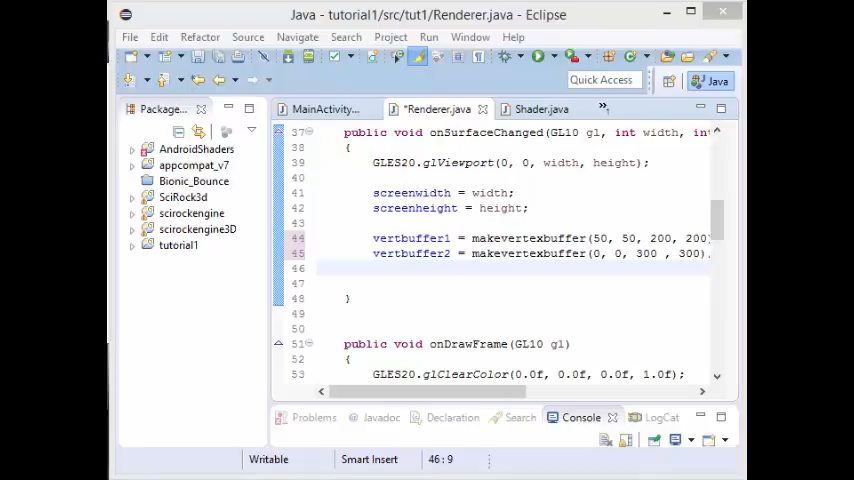 Java - tutorial1/src/tut1/Renderer.java - Eclipse
File Edit Refactor Source Navigate Search Project Run Window Help
Quick Access
Java
Package...
MainActivity...
*Renderer.java
Shader.java
AndroidShaders
appcompat_v7
Bionic_Bounce
SciRock3d
scirockengine
scirockengine3D
tutorial1
37 public void onSurfaceChanged(GL10 gl, int width, int
38 {
39 GLES20.glViewport(0, 0, width, height);
40
41 screenwidth = width;
42 screenheight = height;
43
44 vertbuffer1 = makevertexbuffer(50, 50, 200, 200)
45 vertbuffer2 = makevertexbuffer(0, 0, 300 , 300)
46
47
48 }
49
50
51 public void onDrawFrame(GL10 gl)
52 {
53 GLES20.glClearColor(0.0f, 0.0f, 0.0f, 1.0f);
Problems @ Javadoc Declaration Search Console LogCat
Writable Smart Insert 46 : 9